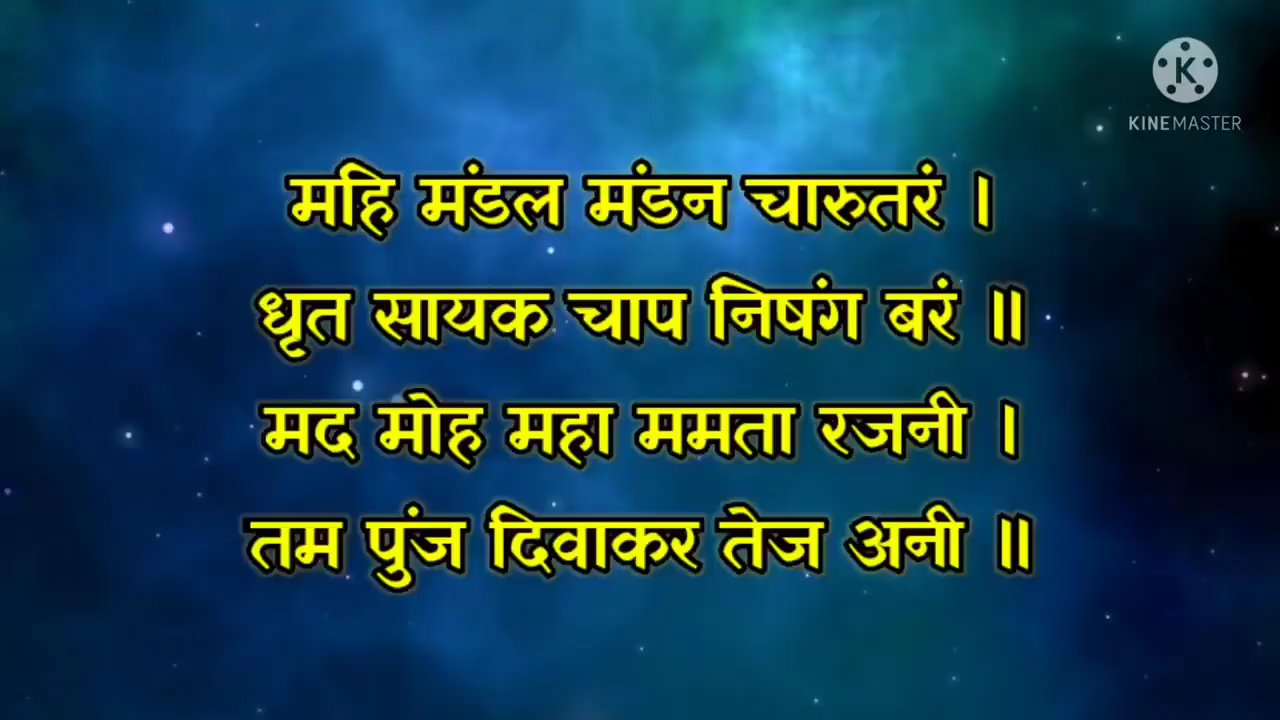 KINEMASTER
महि मंडल मंडन चारुतरं ।
धृत सायक चाप निषंग बरं ॥
मद मोह महा ममता रजनी ।
तम पुंज दिवाकर तेज अनी ॥